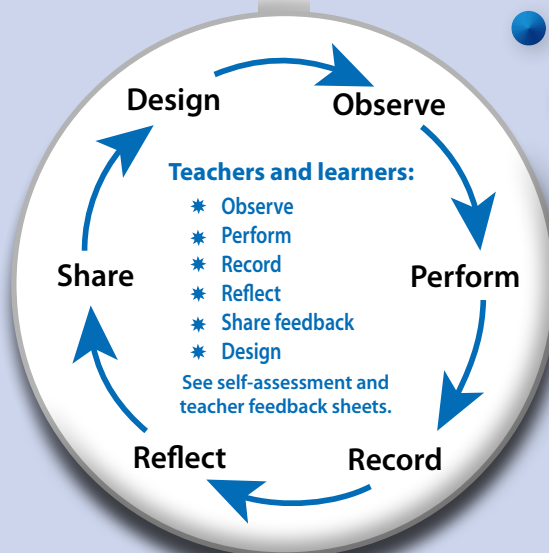 Design
Observe
Teachers and learners:
Observe
Perform
Record
Reflect
Share feedback
Design
See self-assessment and
teacher feedback sheets.
Share
Perform
Reflect
Record